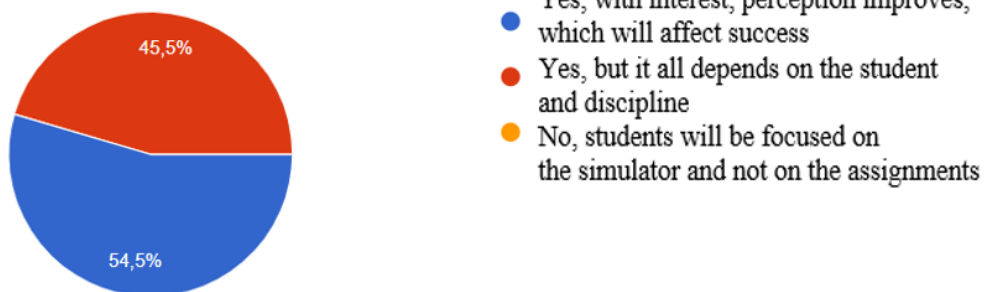 45,5%
54,5%
Yes, with interest, perception improves,
which will affect success
Yes, but it all depends on the student
and discipline
No, students will be focused on
the simulator and not on the assignments